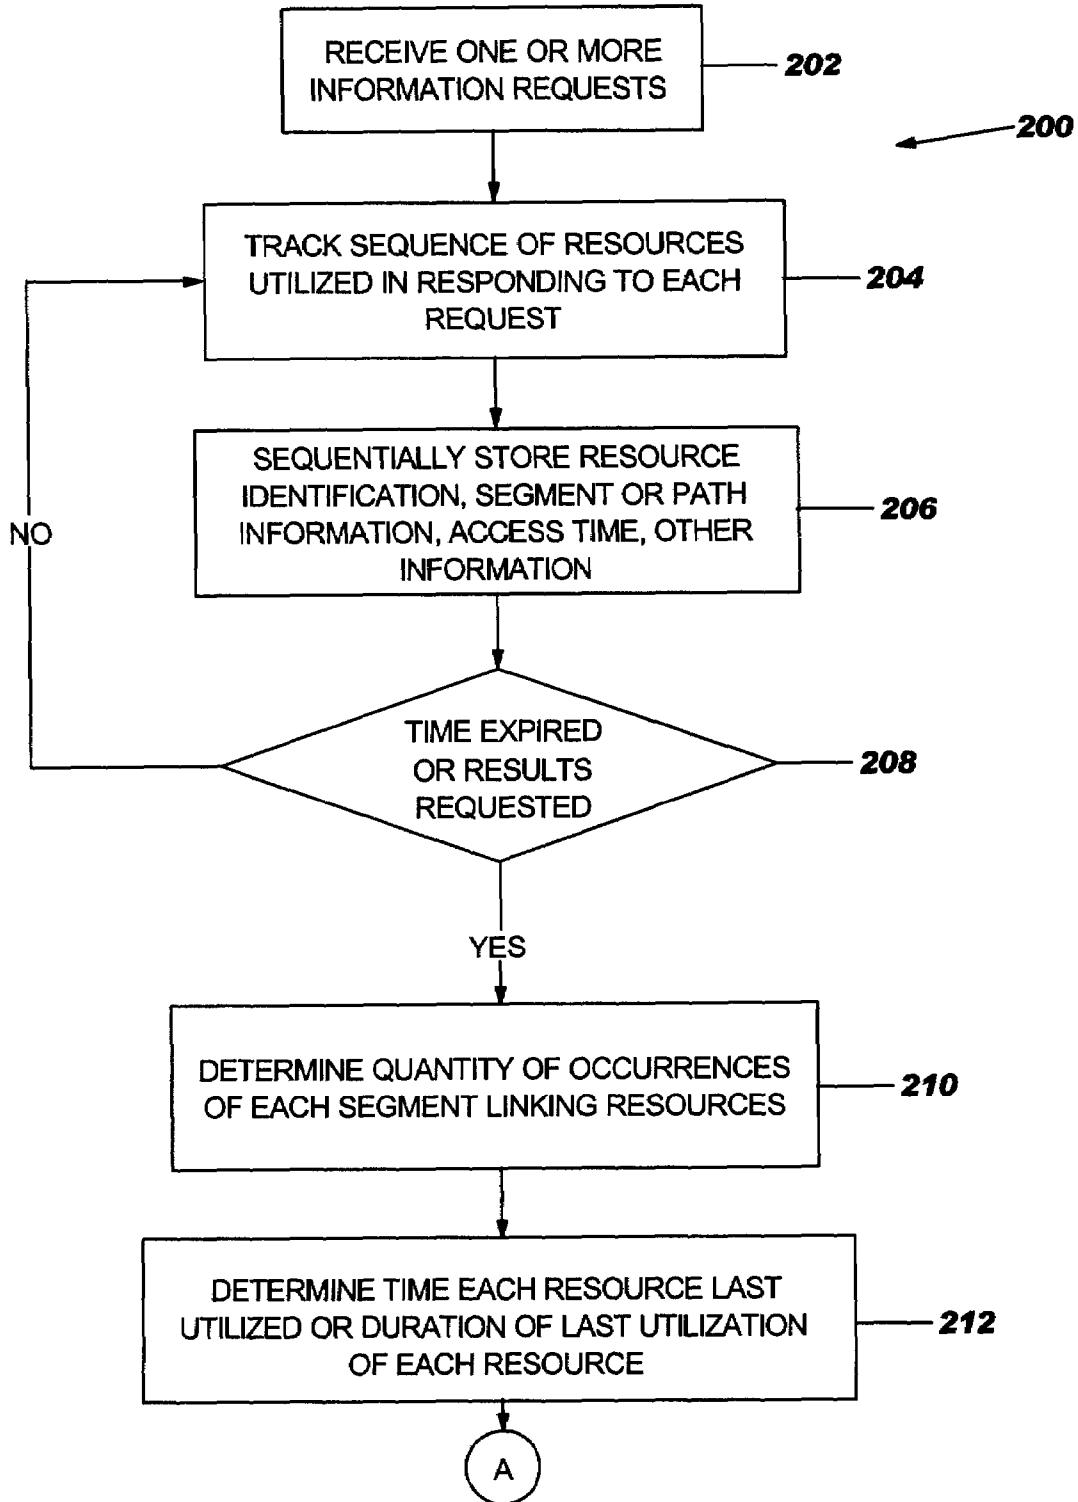 RECEIVE ONE OR MORE
INFORMATION REQUESTS
202
200
TRACK SEQUENCE OF RESOURCES
UTILIZED IN RESPONDING TO EACH
REQUEST
204
SEQUENTIALLY STORE RESOURCE
IDENTIFICATION, SEGMENT OR PATH
INFORMATION, ACCESS TIME, OTHER
INFORMATION
206
NO
TIME EXPIRED
OR RESULTS
REQUESTED
208
YES
DETERMINE QUANTITY OF OCCURRENCES
OF EACH SEGMENT LINKING RESOURCES
210
DETERMINE TIME EACH RESOURCE LAST
UTILIZED OR DURATION OF LAST UTILIZATION
OF EACH RESOURCE
212
A